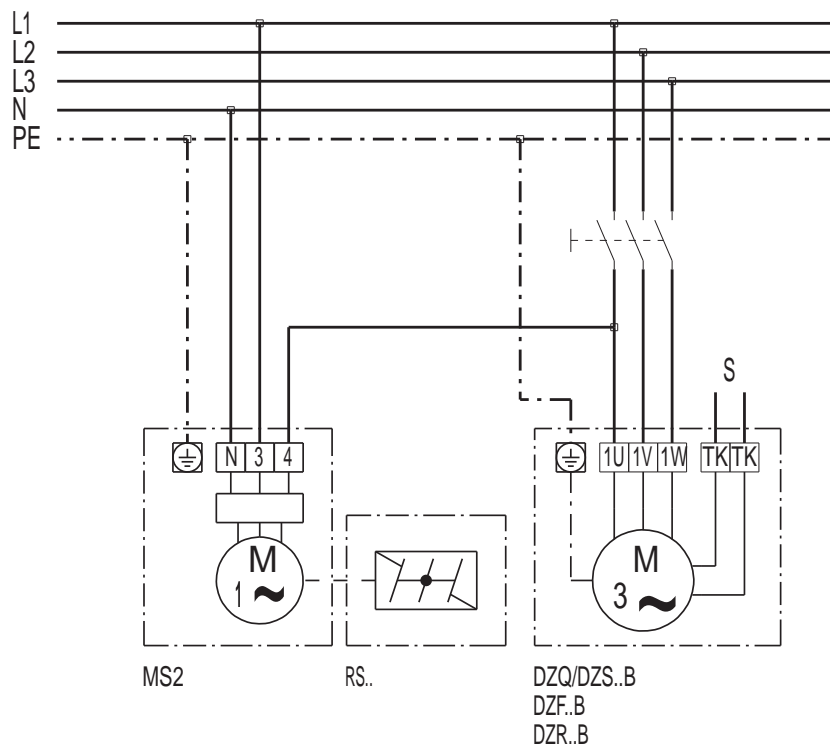 L1
L2
L3
N
PE
S
N 3 4
1U 1V 1W TK TK
M
1
M
3
MS2
RS..
DZQ/DZS..B
DZF..B
DZR..B